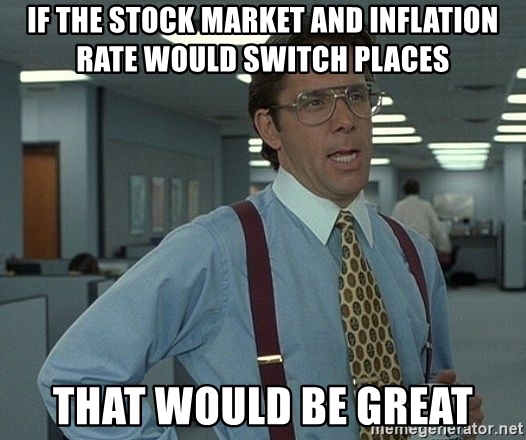 IF THE STOCK MARKET AND INFLATION
RATE WOULD SWITCH PLACES
THAT WOULD BE GREAT
memegenerator.net